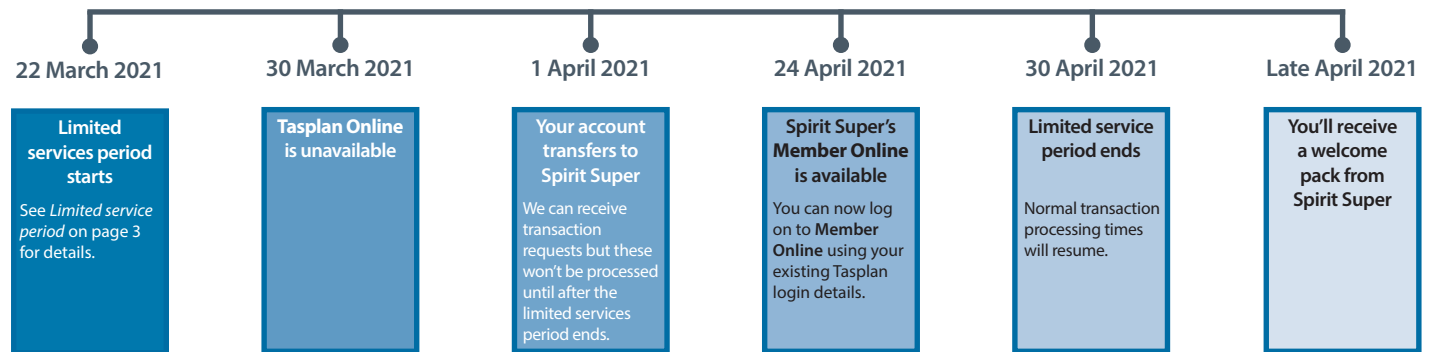 22 March 2021
30 March 2021
1 April 2021
24 April 2021
30 April 2021
Late April 2021
Limited
services period
starts
See Limited service
period on page 3
for details.
Tasplan Online
is unavailable
Your account
transfers to
Spirit Super
We can receive
transaction
requests but these
won't be processed
until after the
limited services
period ends.
Spirit Super's
Member Online
is available
You can now log
on to Member
Online using your
existing Tasplan
login details.
Limited service
period ends
Normal transaction
processing times
will resume.
You'll receive
a welcome
pack from
Spirit Super